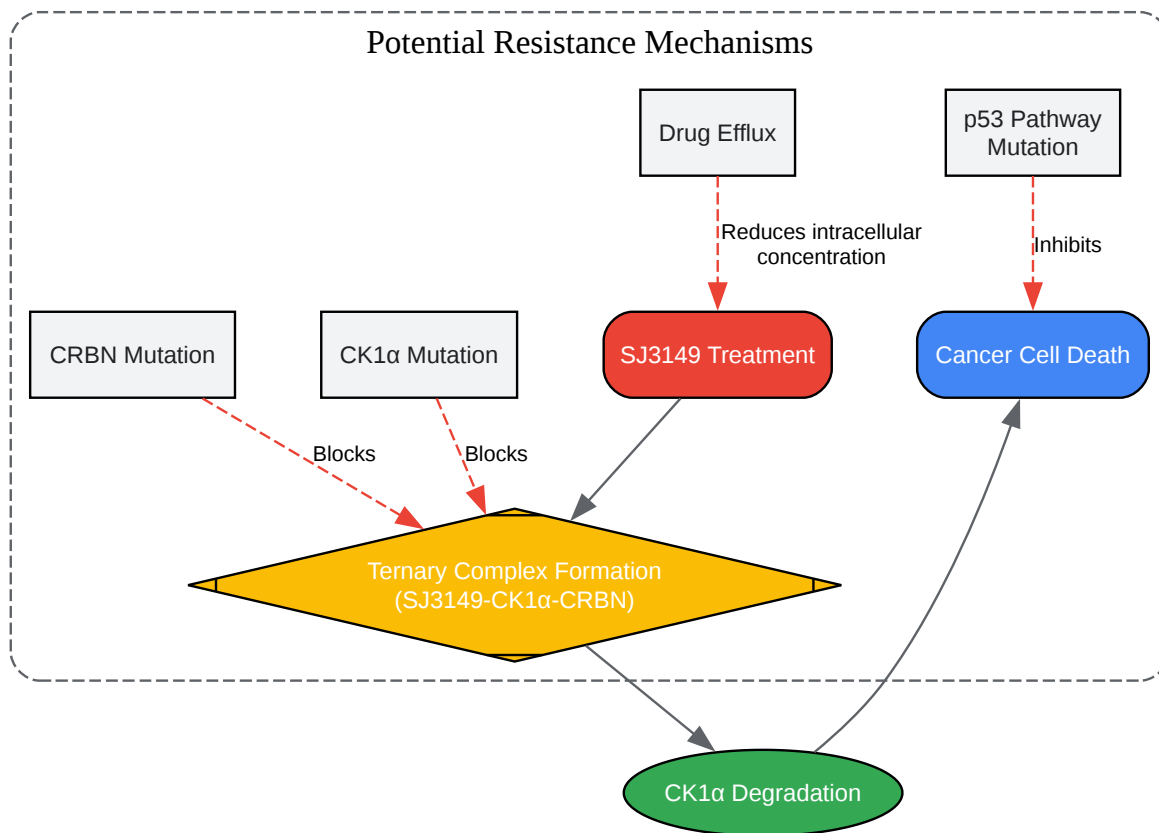 Potential Resistance Mechanisms
Drug Efflux
p53 Pathway
Mutation
Reduces intracellular
concentration
Inhibits
CRBN Mutation
CK1α Mutation
SJ3149 Treatment
Cancer Cell Death
Blocks
Blocks
Ternary Complex Formation
(SJ3149-CK1α-CRBN)
CK1α Degradation